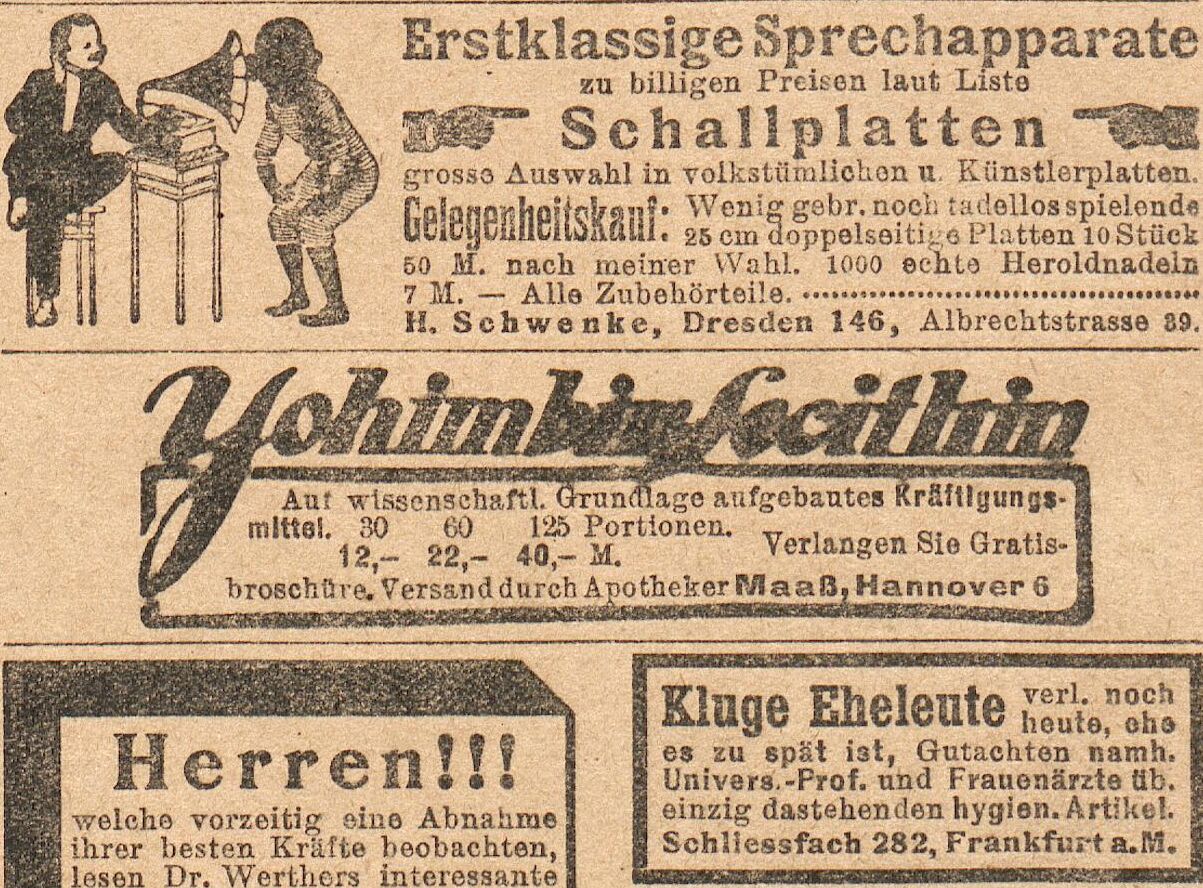 Erstklassige Sprechapparate
zu billigen Preisen laut Liste
Schallplatten
grosse Auswahl in volkstümlichen u. Künstlerplatten.
Gelegenheitskauf: Wenig gebr. noch tadellos spielende
25 cm doppelseitige Platten 10 Stück
50 M. nach meiner Wahl. 1000 echte Heroldnadeln
7 M. — Alle Zubehörteile.
H. Schwenke, Dresden 146, Albrechtstrasse 39.
Yohimbin-Lecithin
Auf wissenschaftl. Grundlage aufgebautes Kräftigungs-
mittel. 30 60 125 Portionen.
12,– 22,– 40,– M. Verlangen Sie Gratis-
broschüre. Versand durch Apotheker Maaß, Hannover 6
Herren!!!
welche vorzeitig eine Abnahme
ihrer besten Kräfte beobachten,
lesen Dr. Werthers interessante
Kluge Eheleute verl. noch
heute, ehe
es zu spät ist, Gutachten namh.
Univers.-Prof. und Frauenärzte üb.
einzig dastehenden hygien. Artikel.
Schliessfach 282, Frankfurt a.M.